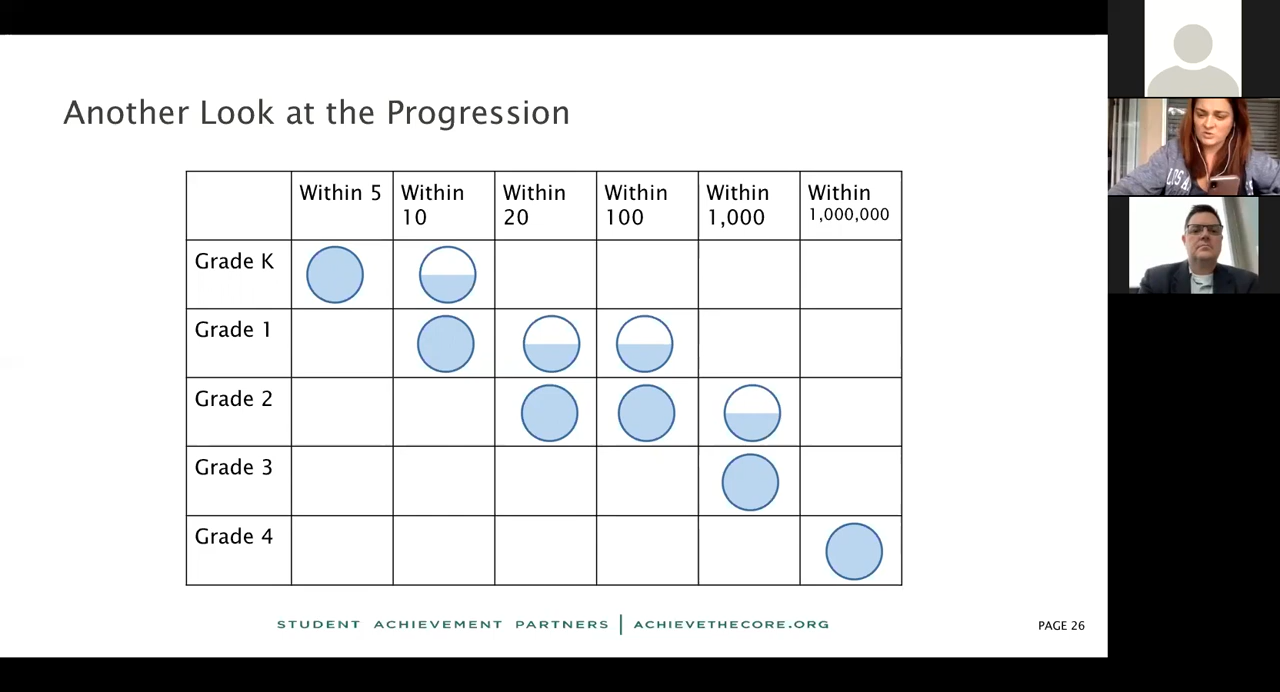 Another Look at the Progression
Within 5
Within
10
Within
20
Within
100
Within
1,000
Within
1,000,000
Grade K
Grade 1
Grade 2
Grade 3
Grade 4
STUDENT ACHIEVEMENT PARTNERS | ACHIEVETHECORE.ORG
PAGE 26